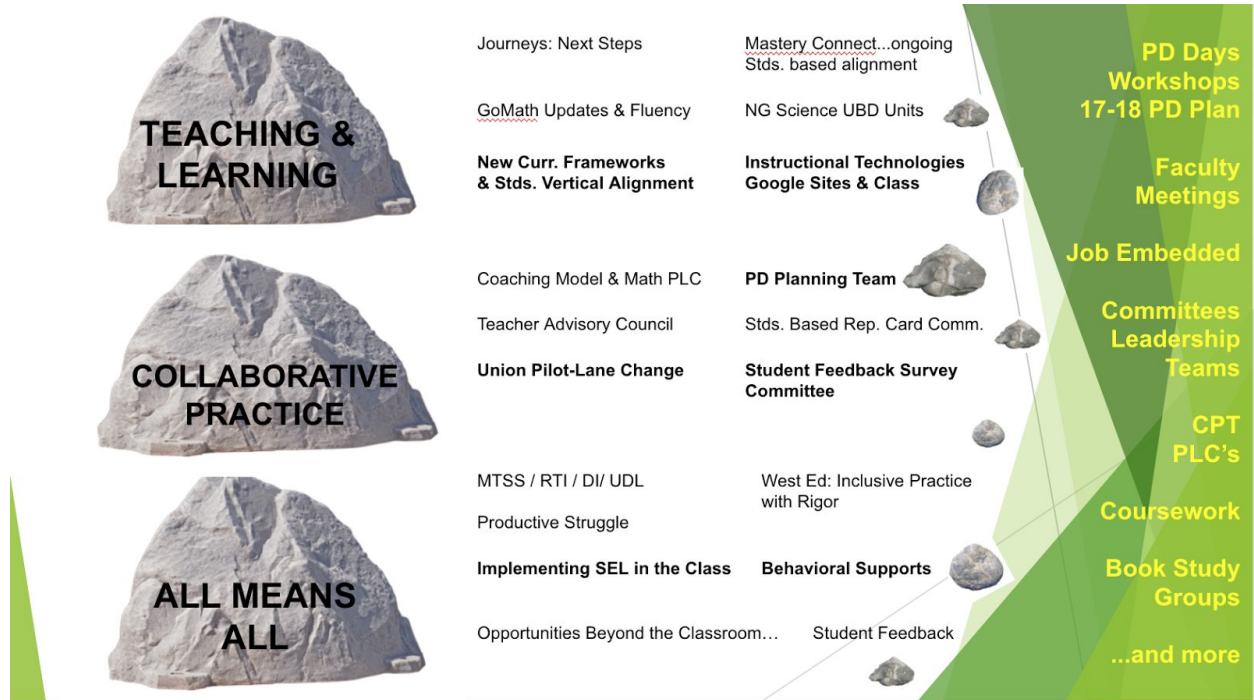 TEACHING &
LEARNING
Journeys: Next Steps
Mastery Connect...ongoing
Stds. based alignment
GoMath Updates & Fluency
NG Science UBD Units
New Curr. Frameworks
& Stds. Vertical Alignment
Instructional Technologies
Google Sites & Class
COLLABORATIVE
PRACTICE
Coaching Model & Math PLC
PD Planning Team
Teacher Advisory Council
Stds. Based Rep. Card Comm.
Union Pilot-Lane Change
Student Feedback Survey
Committee
ALL MEANS
ALL
MTSS / RTI / DI/ UDL
West Ed: Inclusive Practice
with Rigor
Productive Struggle
Implementing SEL in the Class
Behavioral Supports
Opportunities Beyond the Classroom…
Student Feedback
PD Days
Workshops
17-18 PD Plan
Faculty
Meetings
Job Embedded
Committees
Leadership
Teams
CPT
PLC’s
Coursework
Book Study
Groups
...and more